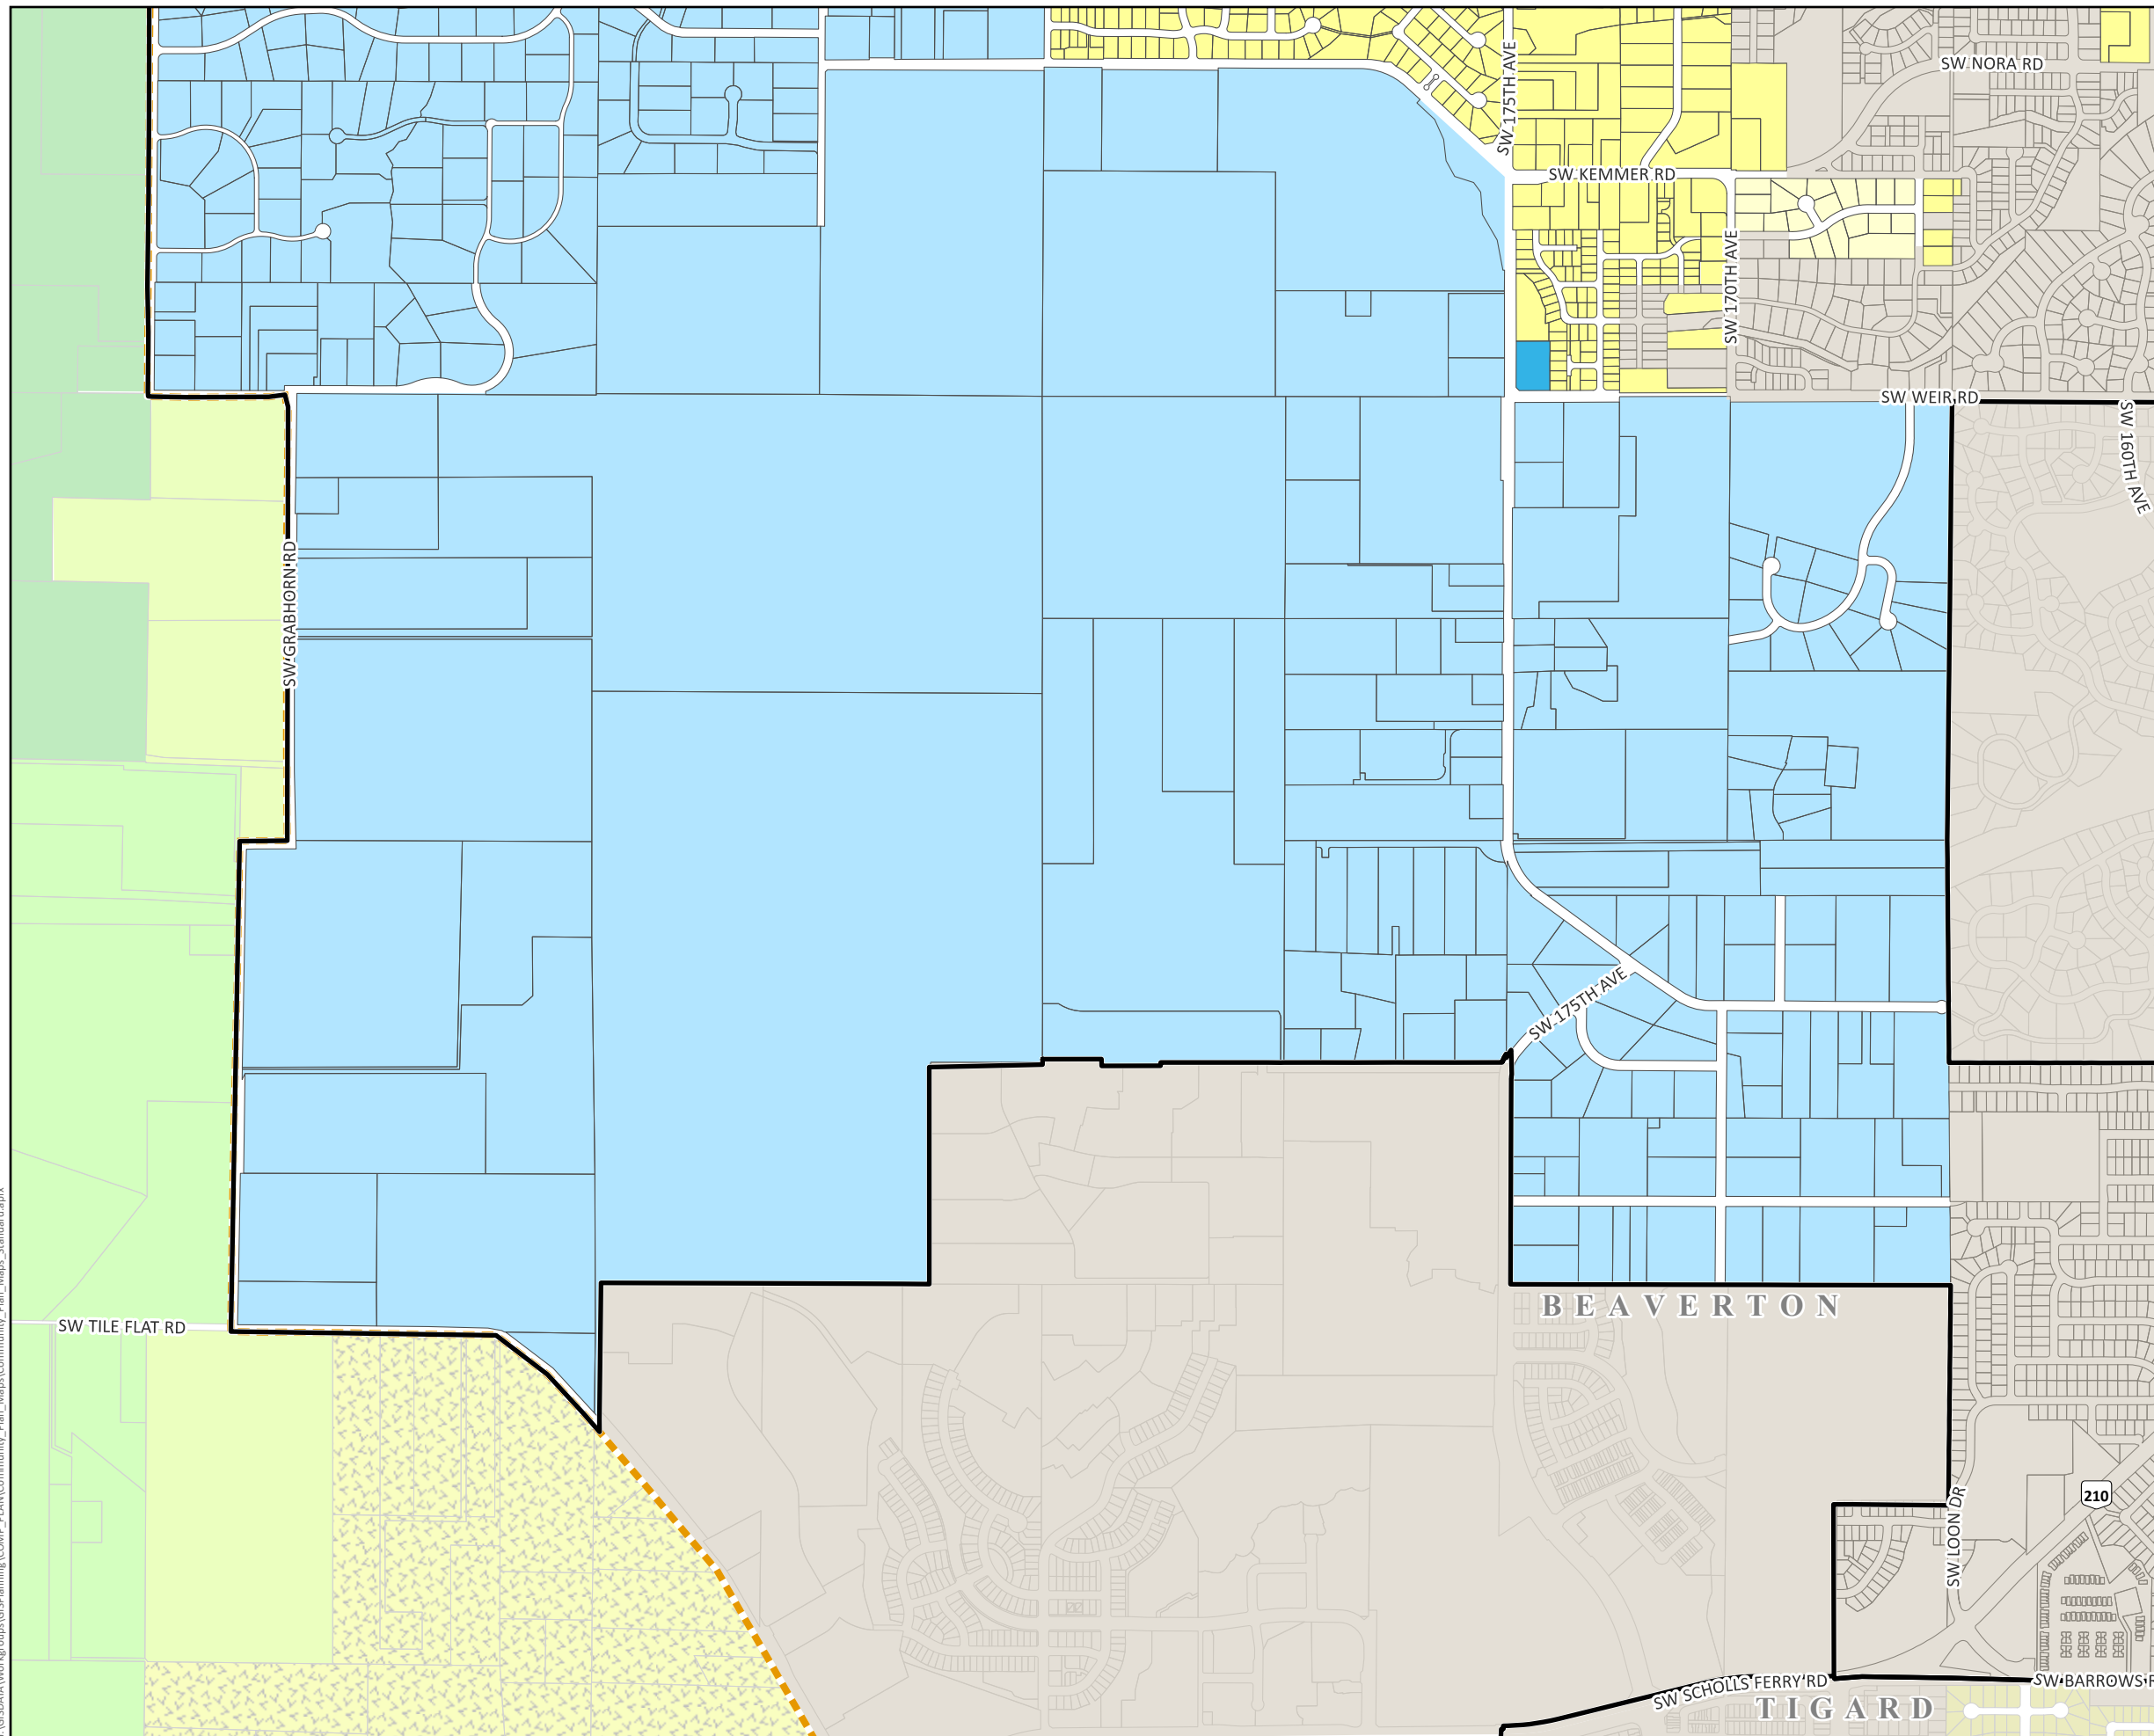 SW NORA RD
SW 175TH AVE
SW KEMMER RD
SW 170TH AVE
SW WEIR RD
SW 160TH AVE
SW GRABHORN RD
SW 175TH AVE
BEAVERTON
SW TILE FLAT RD
210
SW LOON DR
SW SCHOLLS FERRY RD
SW BARROWS R
TIGARD